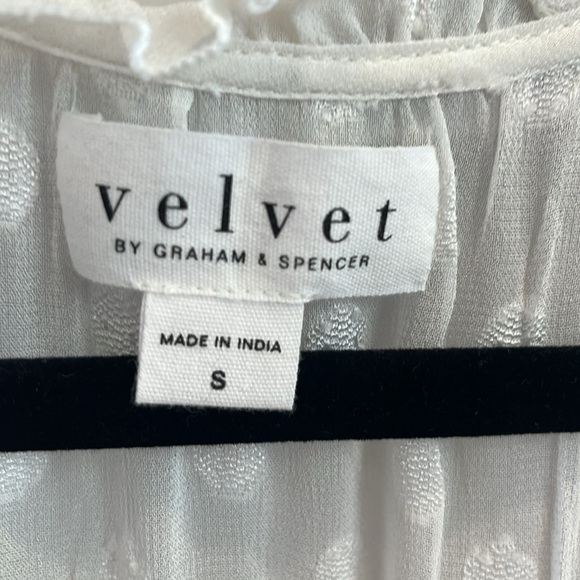 velvet
BY GRAHAM & SPENCER
MADE IN INDIA
S